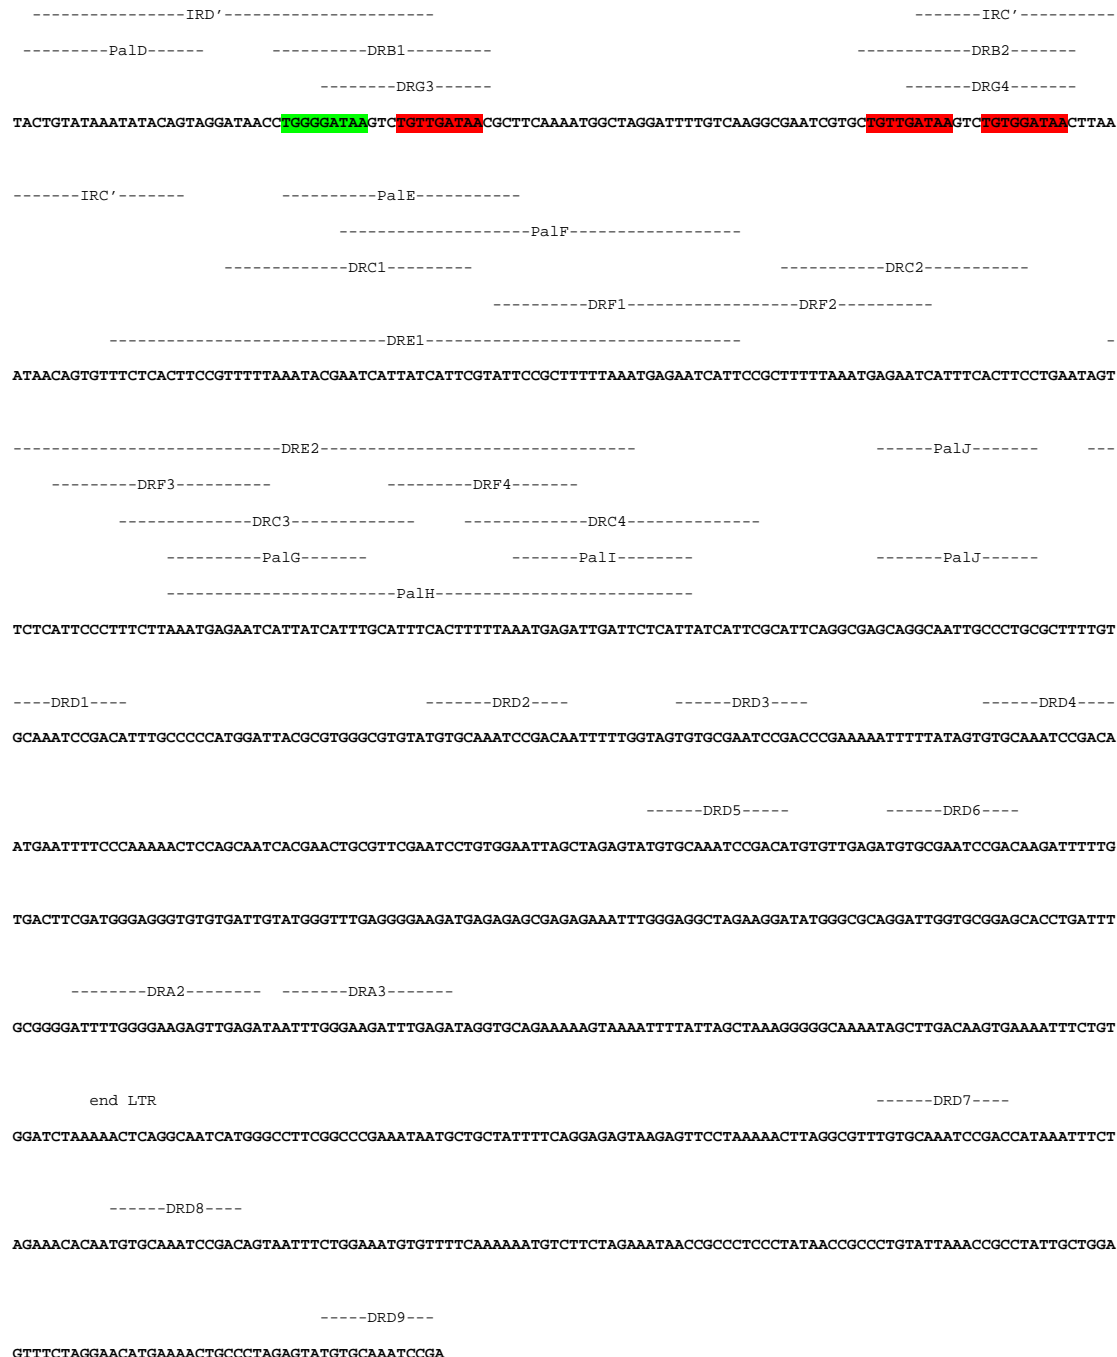 ----------------IRD’---------------------- -------IRC’----------
---------PalD------ ----------DRB1--------- ------------DRB2-------
--------DRG3------ -------DRG4-------
TACTGTATAAATATACAGTAGGATAACCTGGGGATAAGTCTGTTGATAACGCTTCAAAATGGCTAGGATTTTGTCAAGGCGAATCGTGCTGTTGATAAGTCTGTGGATAACTTAA
-------IRC’------- ----------PalE-----------
--------------------PalF------------------
-------------DRC1--------- -----------DRC2-----------
----------DRF1------------------DRF2----------
-----------------------------DRE1--------------------------------- -
ATAACAGTGTTTCTCACTTCCGTTTTTAAATACGAATCATTATCATTCGTATTCCGCTTTTTAAATGAGAATCATTCCGCTTTTTAAATGAGAATCATTTCACTTCCTGAATAGT
----------------------------DRE2--------------------------------- ------PalJ------- ---
---------DRF3---------- ---------DRF4-------
--------------DRC3------------- -------------DRC4--------------
----------PalG------- -------PalI-------- -------PalJ------
------------------------PalH---------------------------
TCTCATTCCCTTTCTTAAATGAGAATCATTATCATTTGCATTTCACTTTTTAAATGAGATTGATTCTCATTATCATTCGCATTCAGGCGAGCAGGCAATTGCCCTGCGCTTTTGT
----DRD1---- -------DRD2---- ------DRD3---- ------DRD4----
GCAAATCCGACATTTGCCCCCATGGATTACGCGTGGGCGTGTATGTGCAAATCCGACAATTTTTGGTAGTGTGCGAATCCGACCCGAAAAATTTTTATAGTGTGCAAATCCGACA
------DRD5----- ------DRD6----
ATGAATTTTCCCAAAAACTCCAGCAATCACGAACTGCGTTCGAATCCTGTGGAATTAGCTAGAGTATGTGCAAATCCGACATGTGTTGAGATGTGCGAATCCGACAAGATTTTTG
TGACTTCGATGGGAGGGTGTGTGATTGTATGGGTTTGAGGGGAAGATGAGAGAGCGAGAGAAATTTGGGAGGCTAGAAGGATATGGGCGCAGGATTGGTGCGGAGCACCTGATTT
--------DRA2-------- -------DRA3-------
GCGGGGATTTTGGGGAAGAGTTGAGATAATTTGGGAAGATTTGAGATAGGTGCAGAAAAAGTAAAATTTTATTAGCTAAAGGGGGCAAAATAGCTTGACAAGTGAAAATTTCTGT
end LTR ------DRD7----
GGATCTAAAAACTCAGGCAATCATGGGCCTTCGGCCCGAAATAATGCTGCTATTTTCAGGAGAGTAAGAGTTCCTAAAAACTTAGGCGTTTGTGCAAATCCGACCATAAATTTCT
------DRD8----
AGAAACACAATGTGCAAATCCGACAGTAATTTCTGGAAATGTGTTTTCAAAAAATGTCTTCTAGAAATAACCGCCCTCCCTATAACCGCCCTGTATTAAACCGCCTATTGCTGGA
-----DRD9---
GTTTCTAGGAACATGAAAACTGCCCTAGAGTATGTGCAAATCCGA